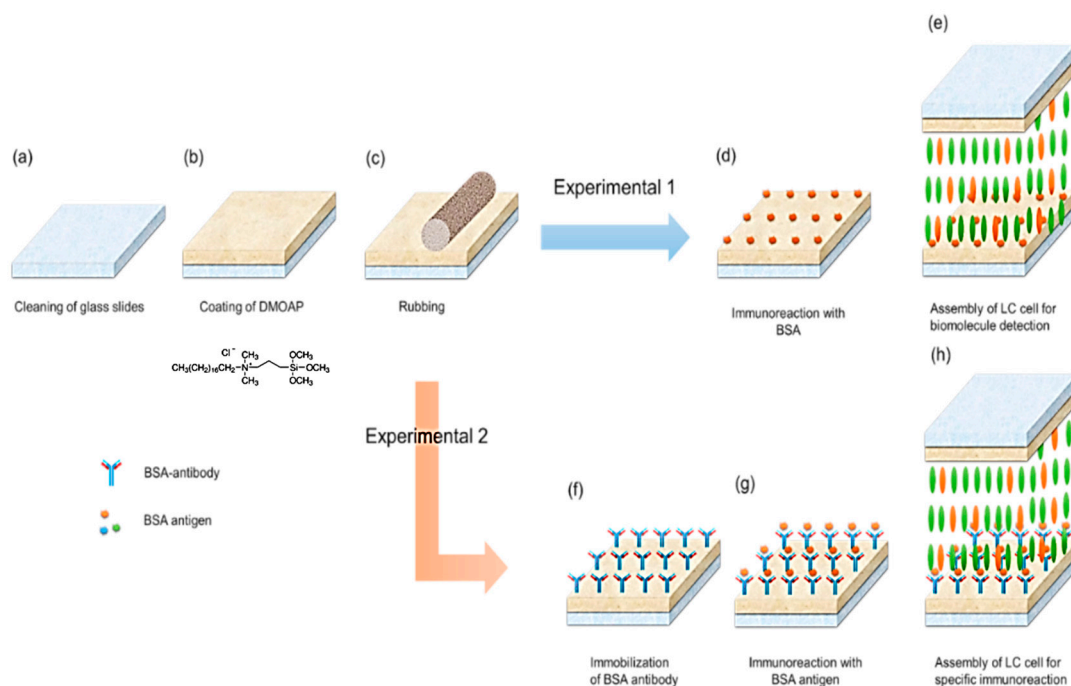 (e)
(a)
(b)
(c)
(d)
Experimental 1
Cleaning of glass slides
Coating of DMOAP
Rubbing
Immunoreaction with
BSA
Assembly of LC cell for
biomolecule detection
(h)
Cl⁻
CH₃
OCH₃
CH₃(CH₂)₁₆CH₂-N⁺
Si-OCH₃
CH₃
OCH₃
Experimental 2
BSA-antibody
BSA antigen
(f)
(g)
Immobilization
of BSA antibody
Immunoreaction with
BSA antigen
Assembly of LC cell for
specific immunoreaction